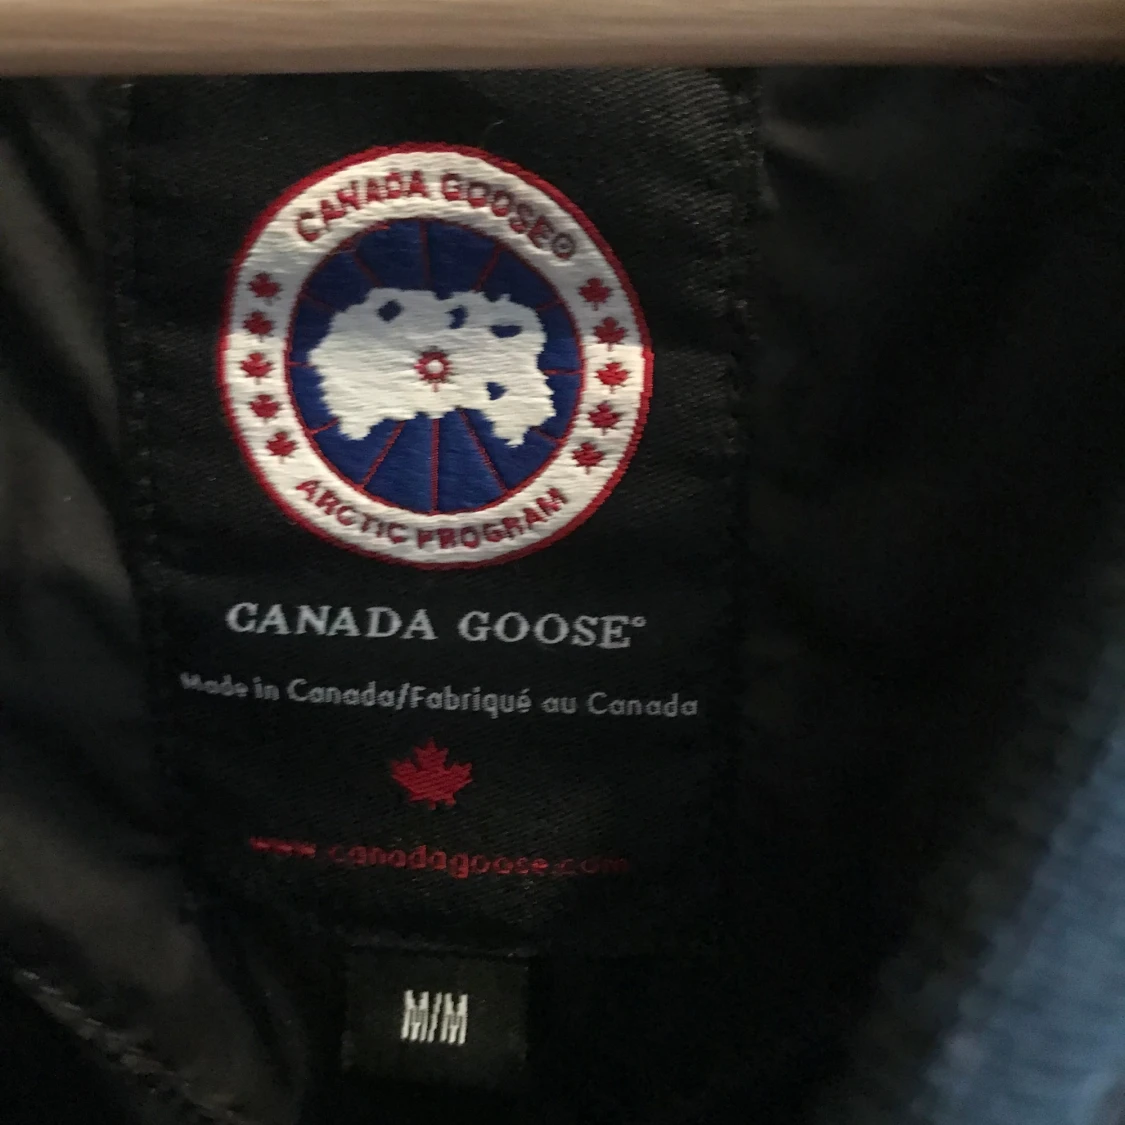 CANADA GOOSE®
ARCTIC PROGRAM
CANADA GOOSE®
Made in Canada/Fabriqué au Canada
www.canadagoose.com
M/M